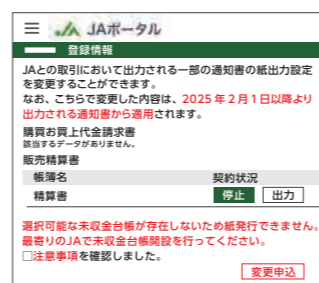 JAポータル
登録情報
JAとの取引において出力される一部の通知書の紙出力設定
を変更することができます。
なお、こちらで変更した内容は、2025年2月1日以降より
出力される通知書から適用されます。
購買お買上代金請求書
該当するデータがありません。
販売精算書
帳簿名 契約状況
精算書 停止 出力
選択可能な未収金台帳が存在しないため紙発行できません。
最寄りのJAで未収金台帳開設を行ってください。
□注意事項を確認しました。
変更申込